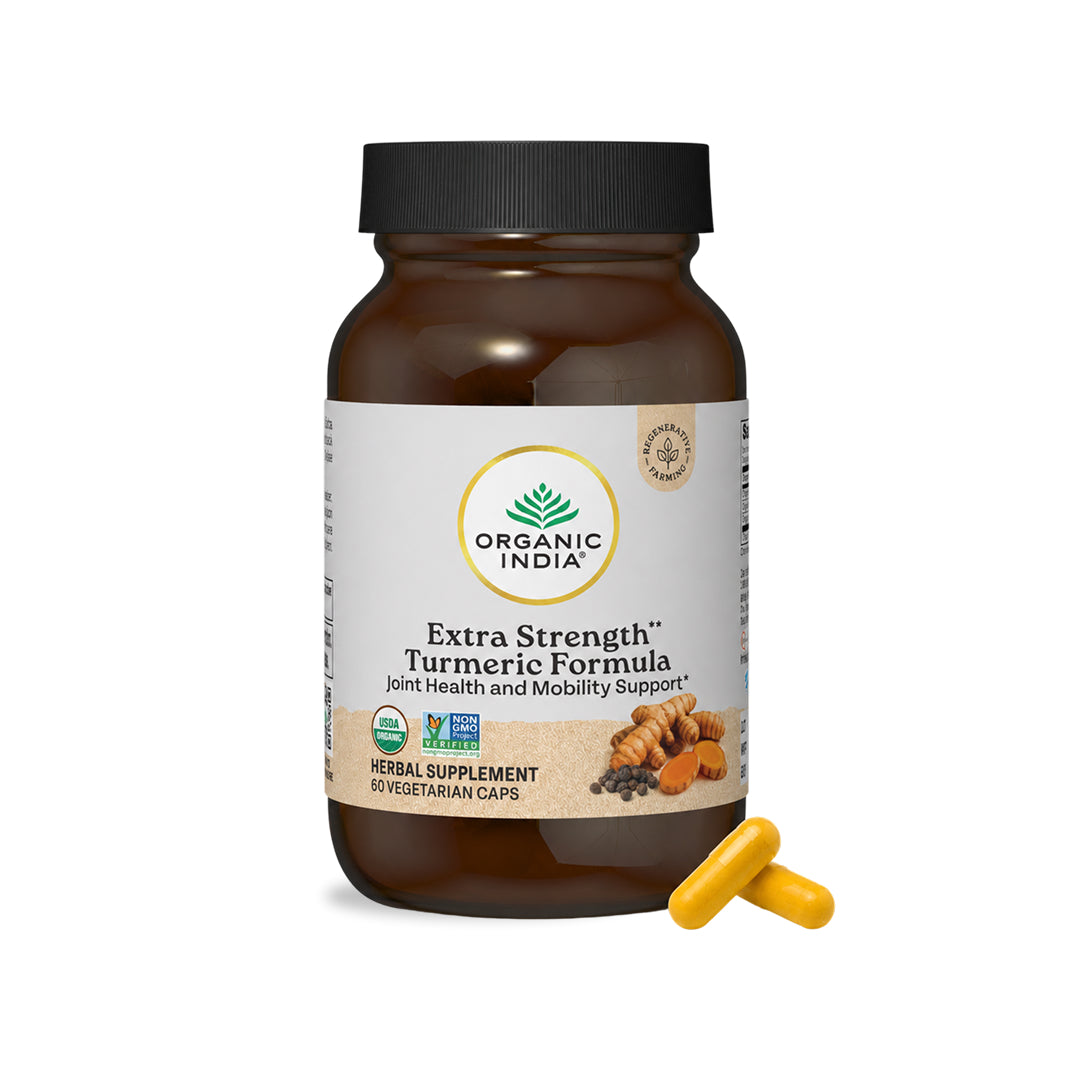 REGENERATIVE
FARMING
ORGANIC
INDIA®
Extra Strength**
Turmeric Formula
Joint Health and Mobility Support*
USDA
ORGANIC
NON
GMO
Project
VERIFIED
nongmoproject.org
HERBAL SUPPLEMENT
60 VEGETARIAN CAPS